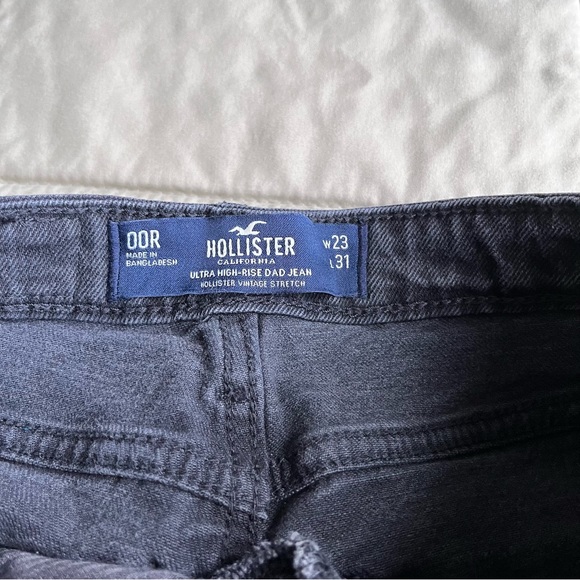 00R
MADE IN
BANGLADESH
HOLLISTER
CALIFORNIA
ULTRA HIGH-RISE DAD JEAN
HOLLISTER VINTAGE STRETCH
W23
L31